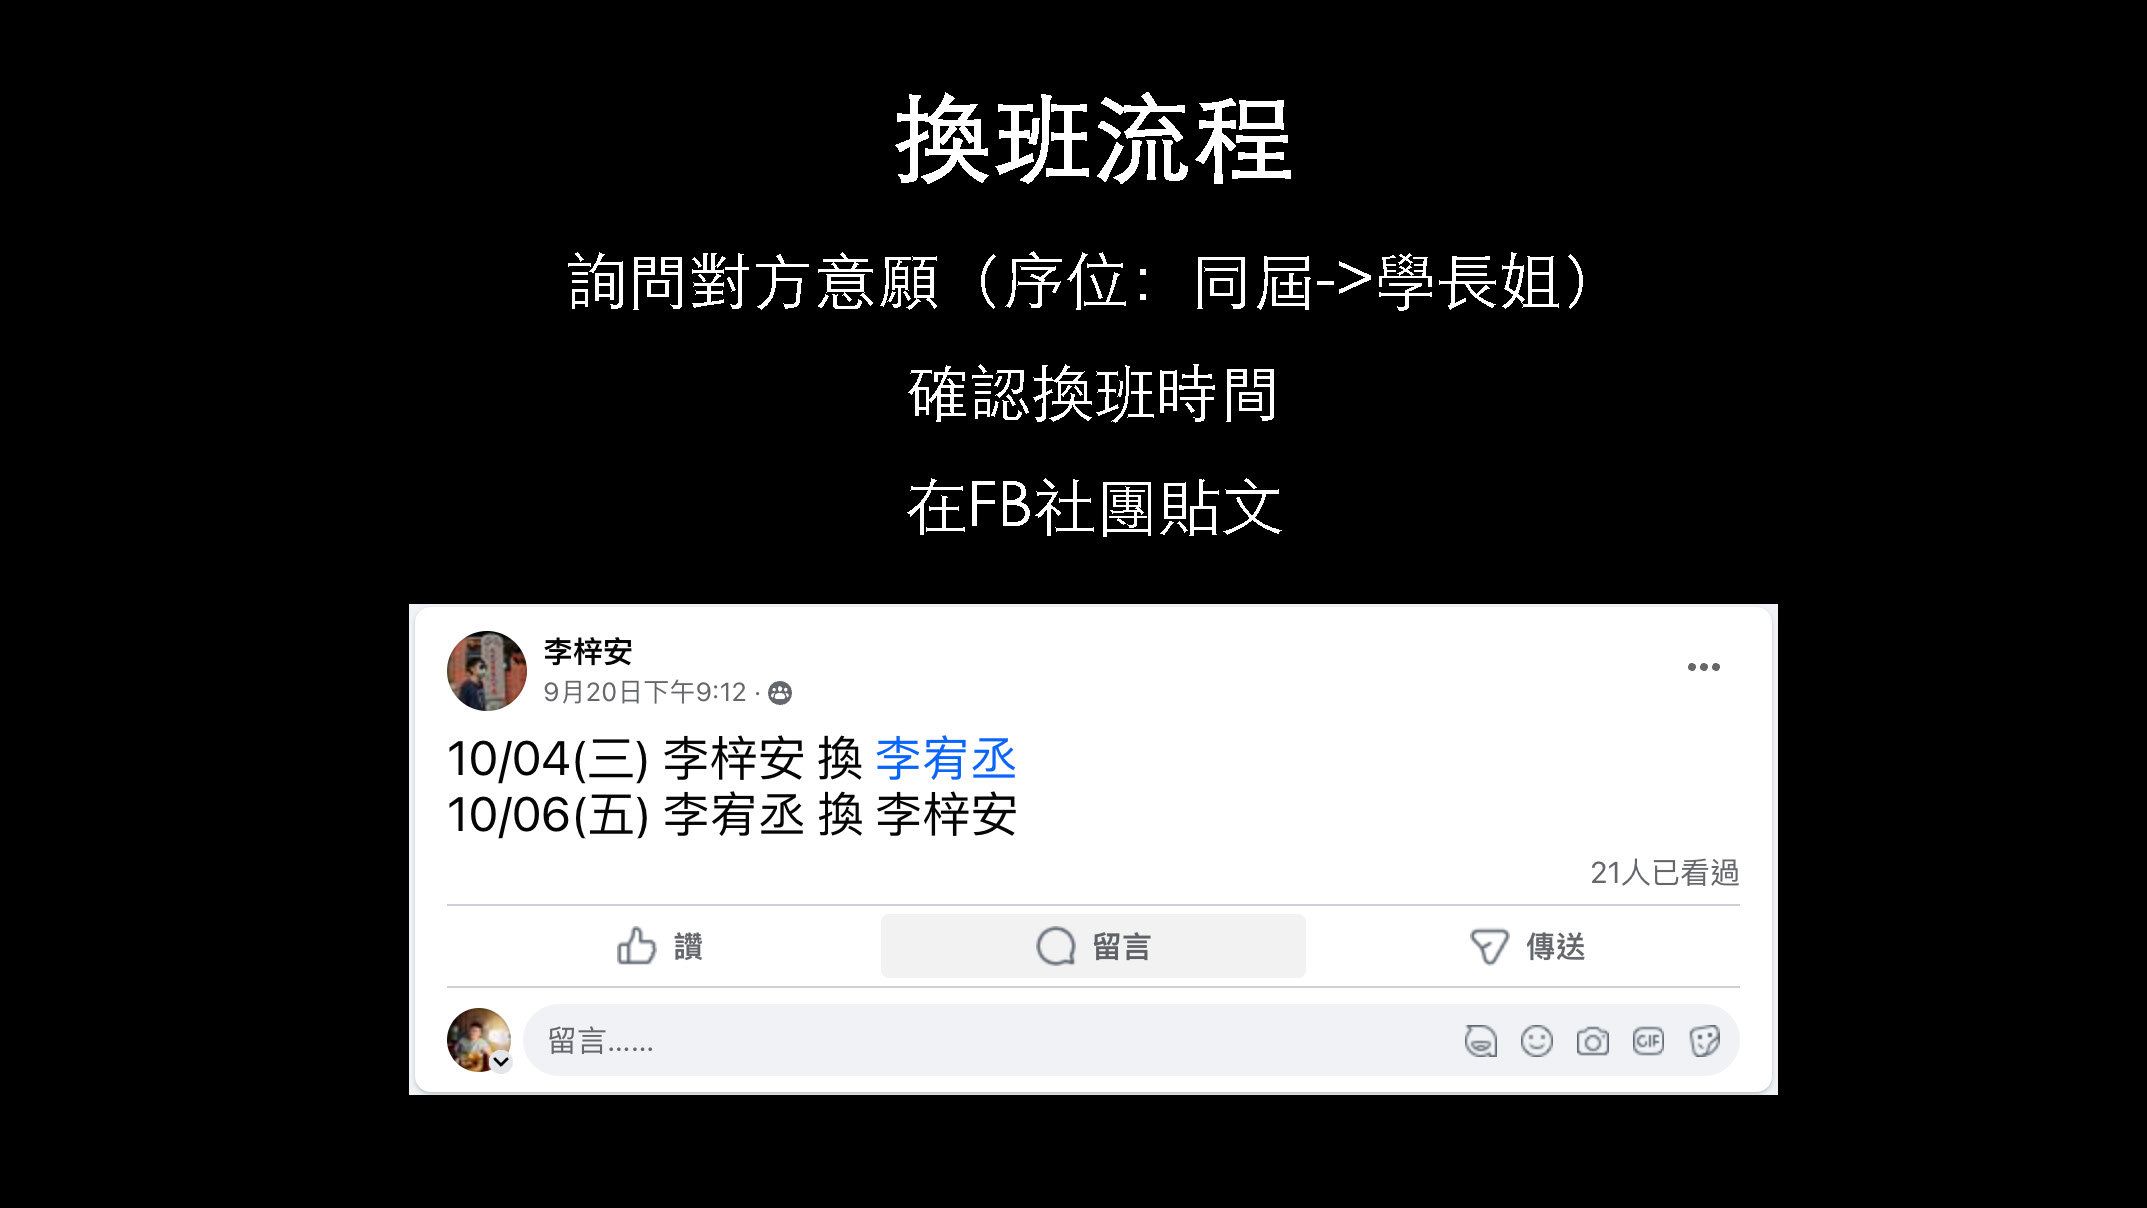 換班流程
詢問對方意願（序位：同屆->學長姐）
確認換班時間
在FB社團貼文
李梓安
9月20日下午9:12 ·
10/04(三) 李梓安 換 李宥丞
10/06(五) 李宥丞 換 李梓安
21人已看過
讚 留言 傳送
留言......
GIF